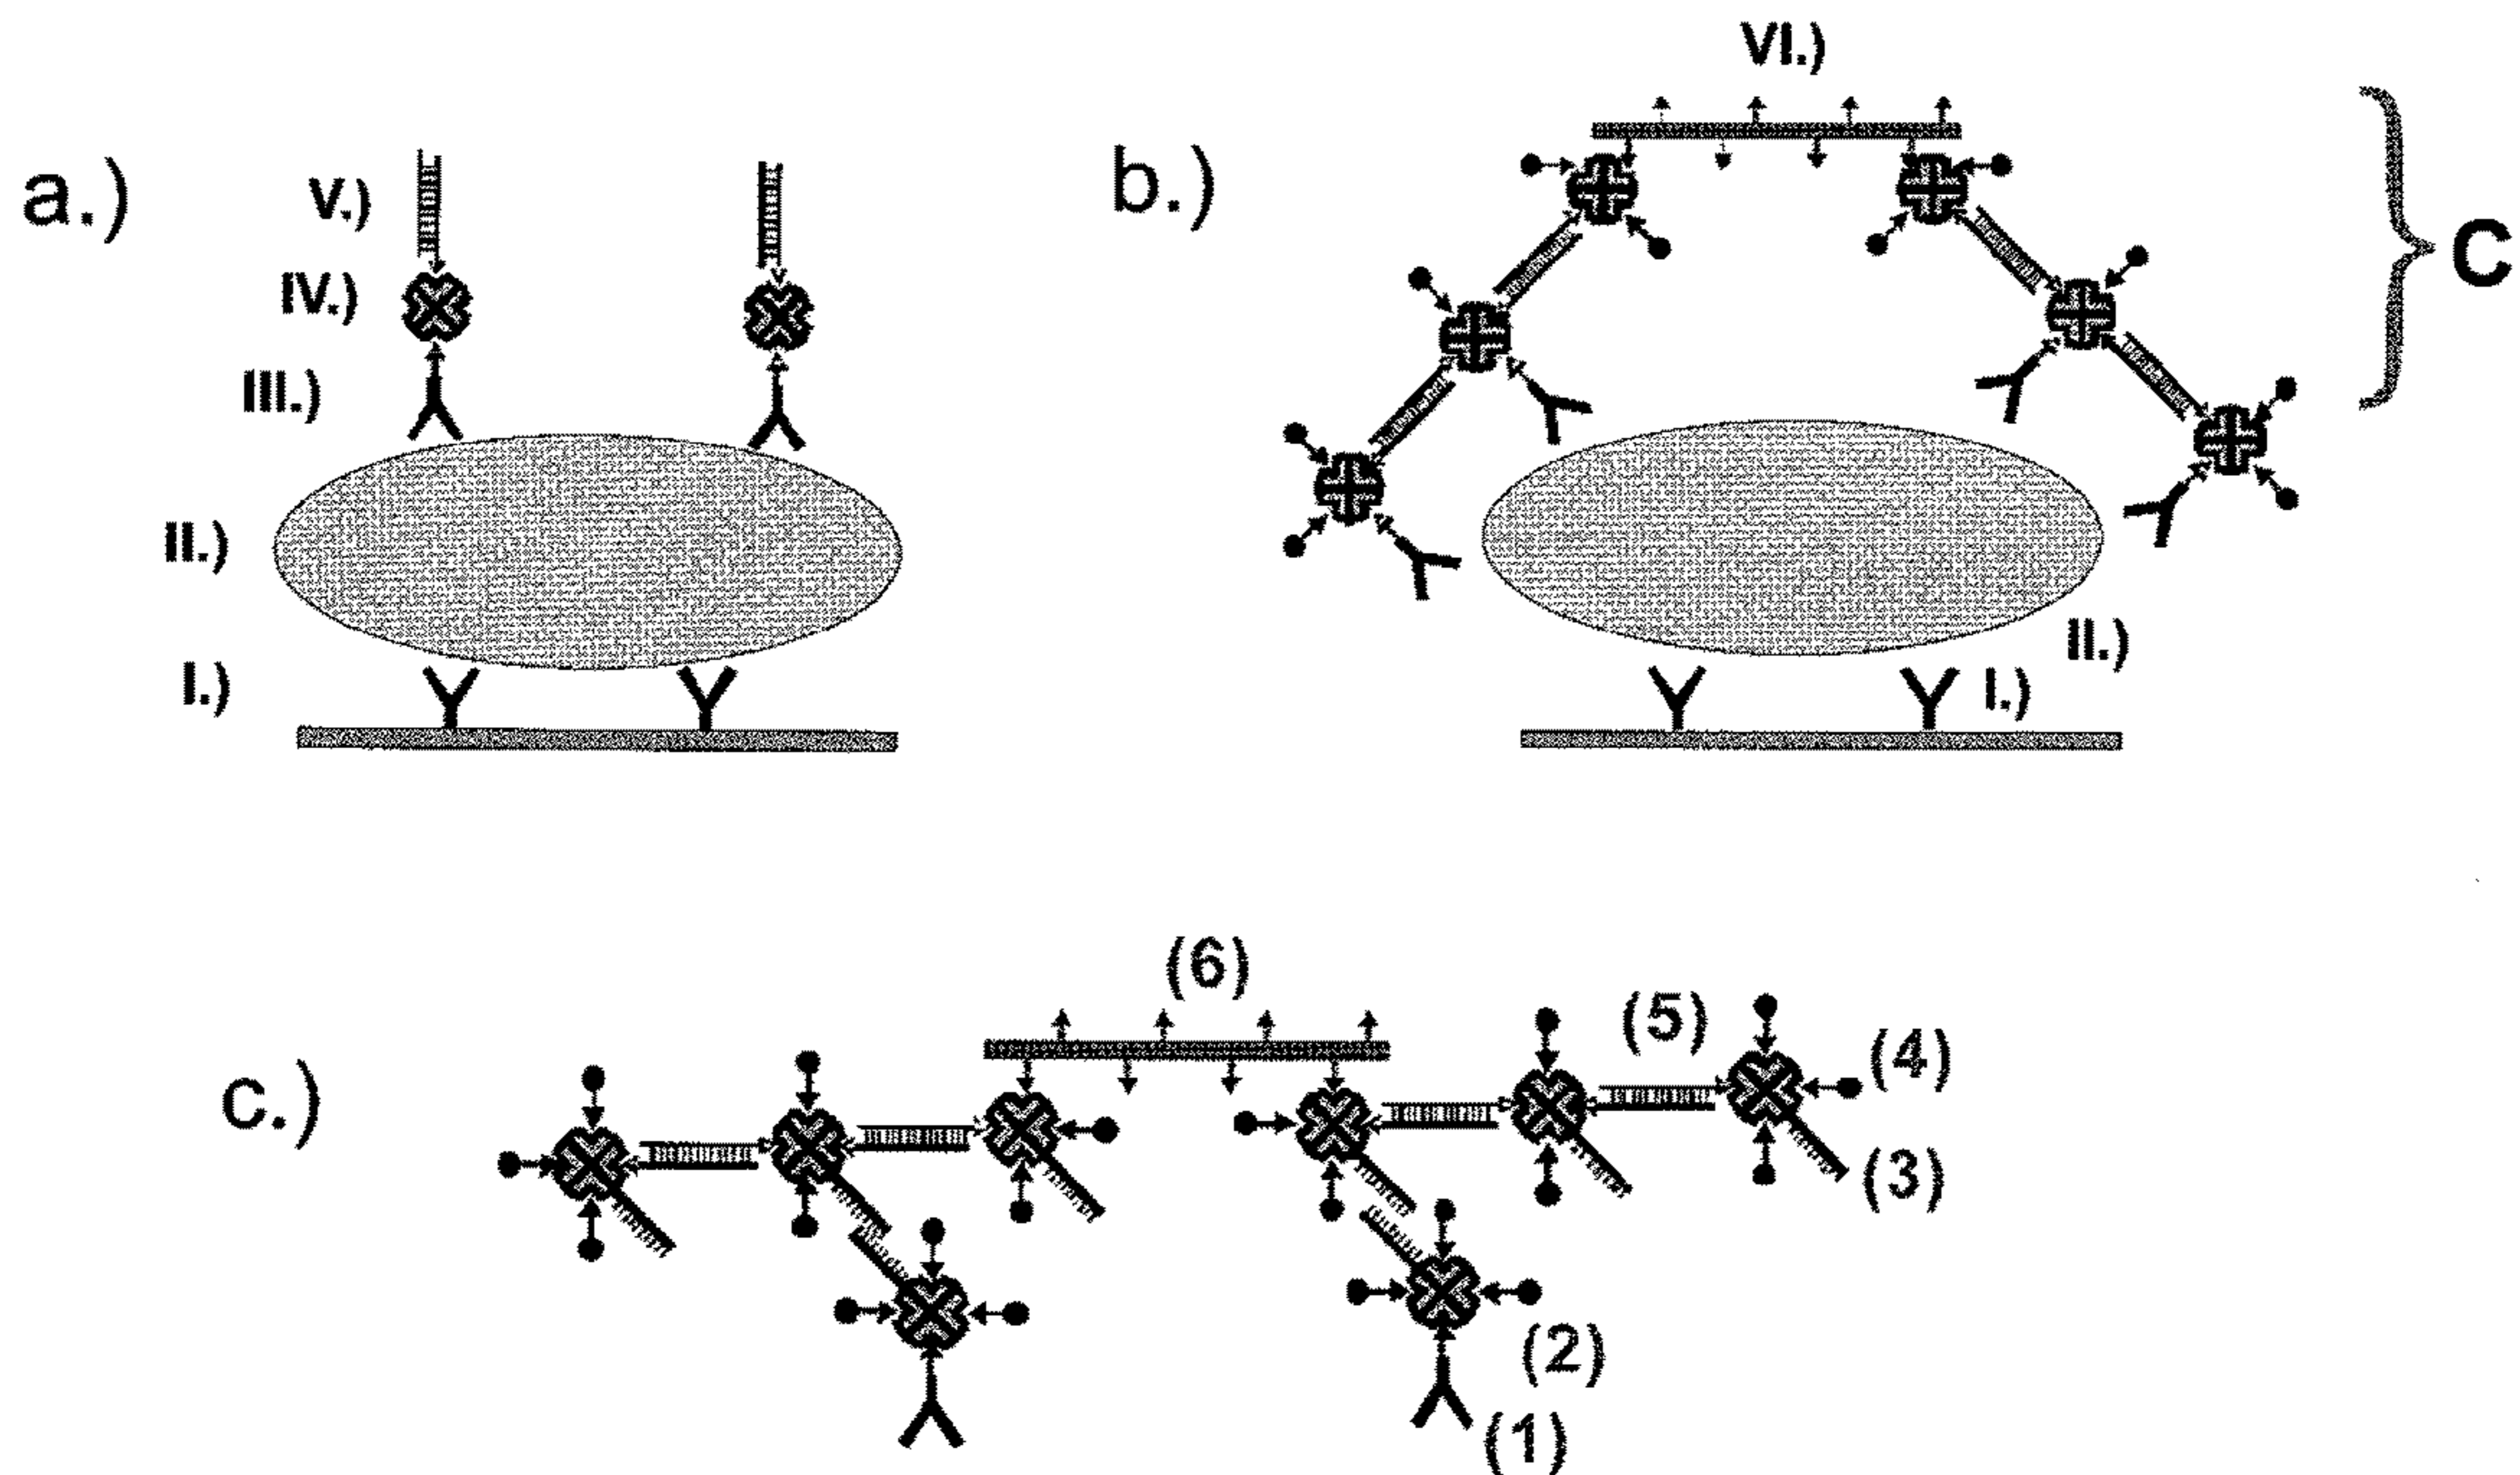 a.)
V.)
IV.)
III.)
II.)
I.)
b.)
VI.)
C
II.)
I.)
c.)
(6)
(5)
(4)
(3)
(2)
(1)